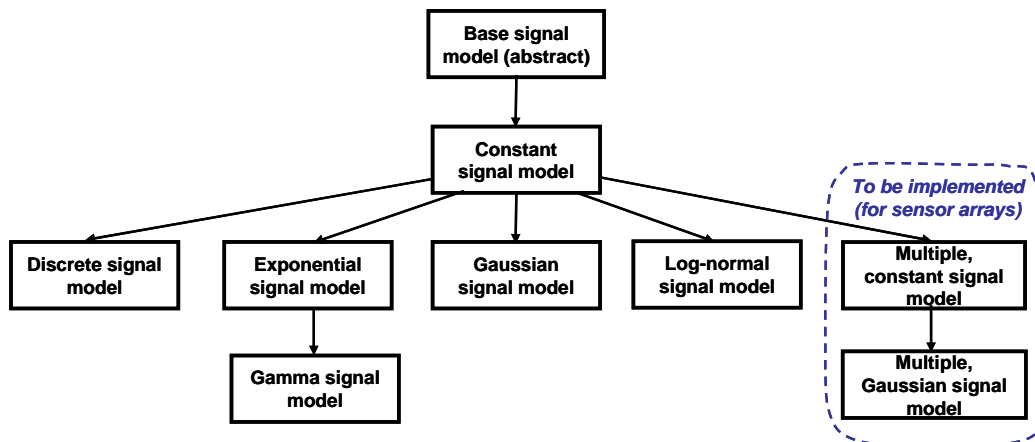 Base signal
model (abstract)
Constant
signal model
To be implemented
(for sensor arrays)
Discrete signal
model
Exponential
signal model
Gaussian
signal model
Log-normal
signal model
Multiple,
constant signal
model
Gamma signal
model
Multiple,
Gaussian signal
model